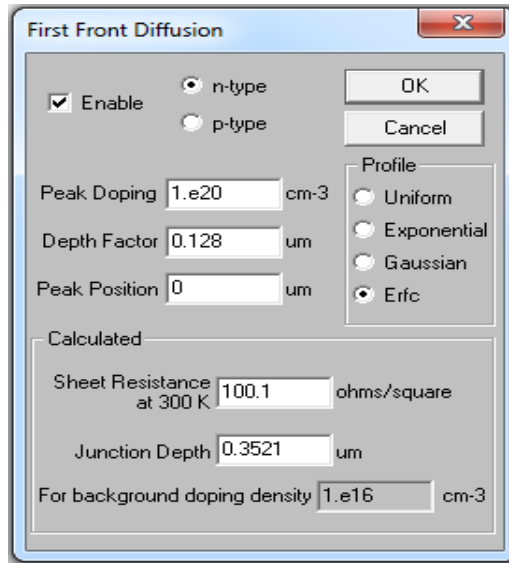 First Front Diffusion
Enable
n-type
p-type
OK
Cancel
Peak Doping 1.e20 cm-3
Depth Factor 0.128 um
Peak Position 0 um
Profile
Uniform
Exponential
Gaussian
Erfc
Calculated
Sheet Resistance
at 300 K 100.1 ohms/square
Junction Depth 0.3521 um
For background doping density 1.e16 cm-3